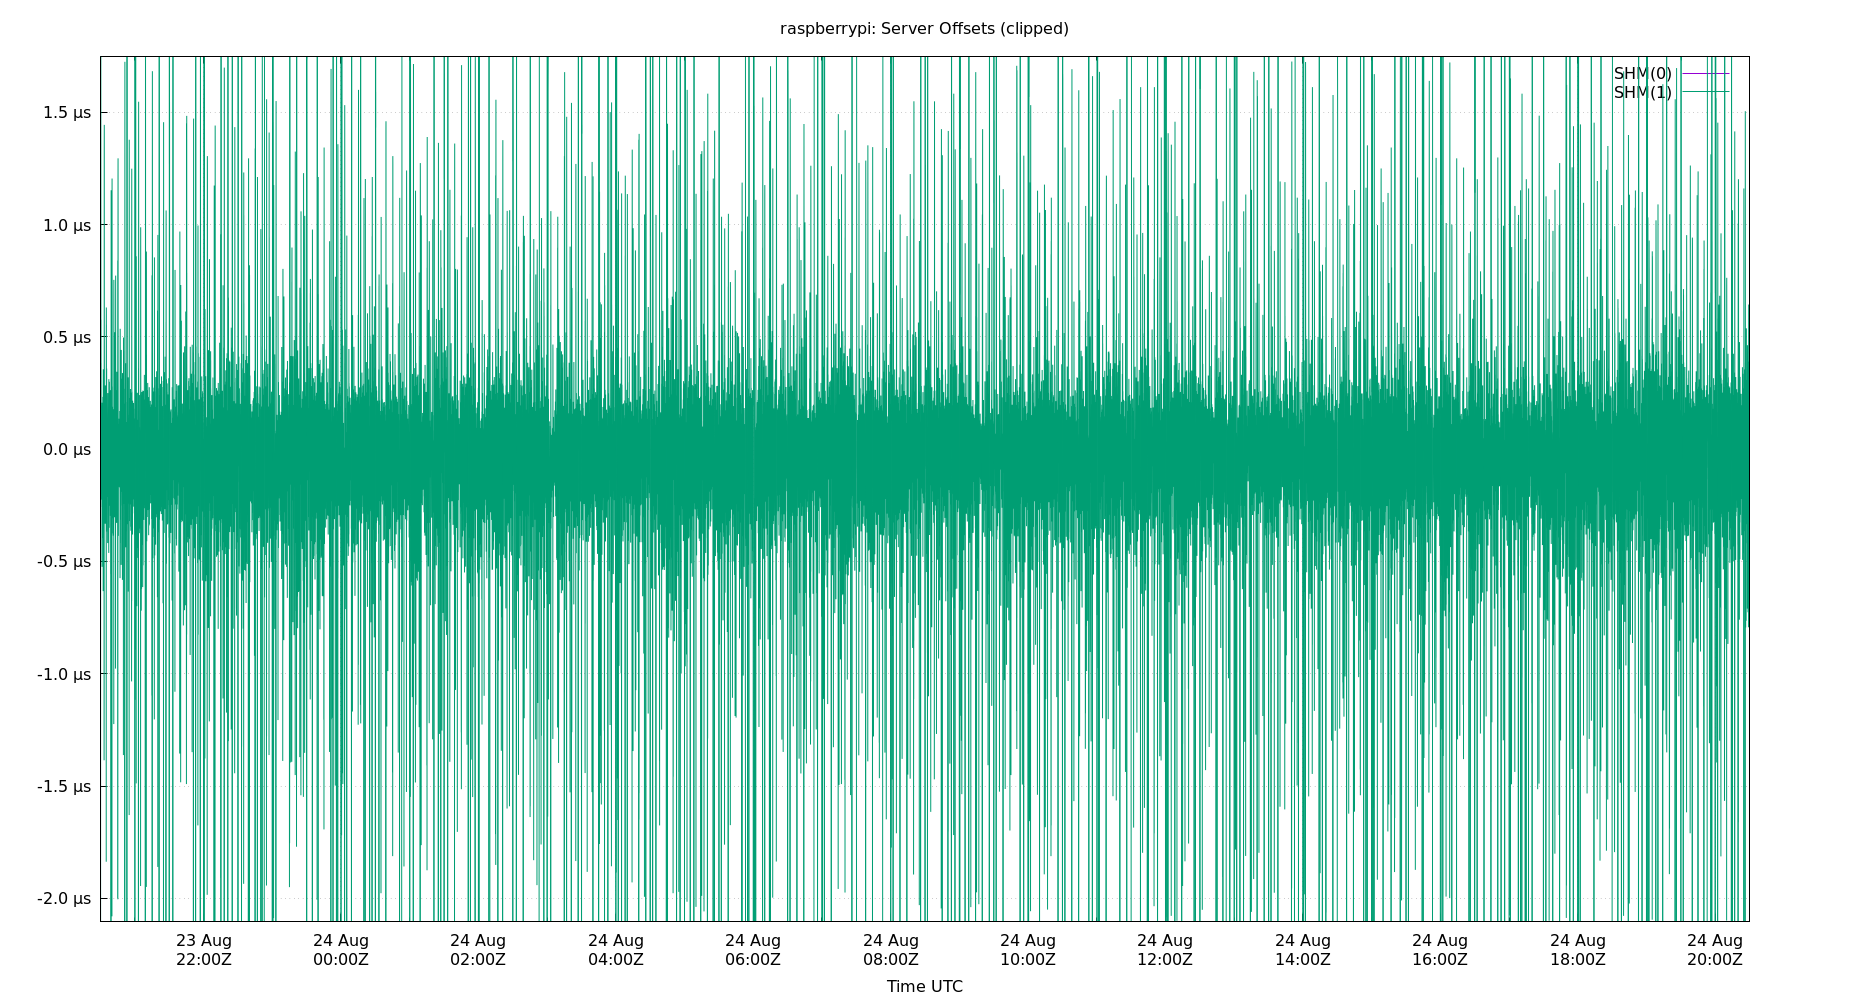 raspberrypi: Server Offsets (clipped)
SHM(0)
SHM(1)
1.5 µs
1.0 µs
0.5 µs
0.0 µs
-0.5 µs
-1.0 µs
-1.5 µs
-2.0 µs
23 Aug 24 Aug 24 Aug 24 Aug 24 Aug 24 Aug 24 Aug 24 Aug 24 Aug 24 Aug 24 Aug 24 Aug
22:00Z 00:00Z 02:00Z 04:00Z 06:00Z 08:00Z 10:00Z 12:00Z 14:00Z 16:00Z 18:00Z 20:00Z
Time UTC